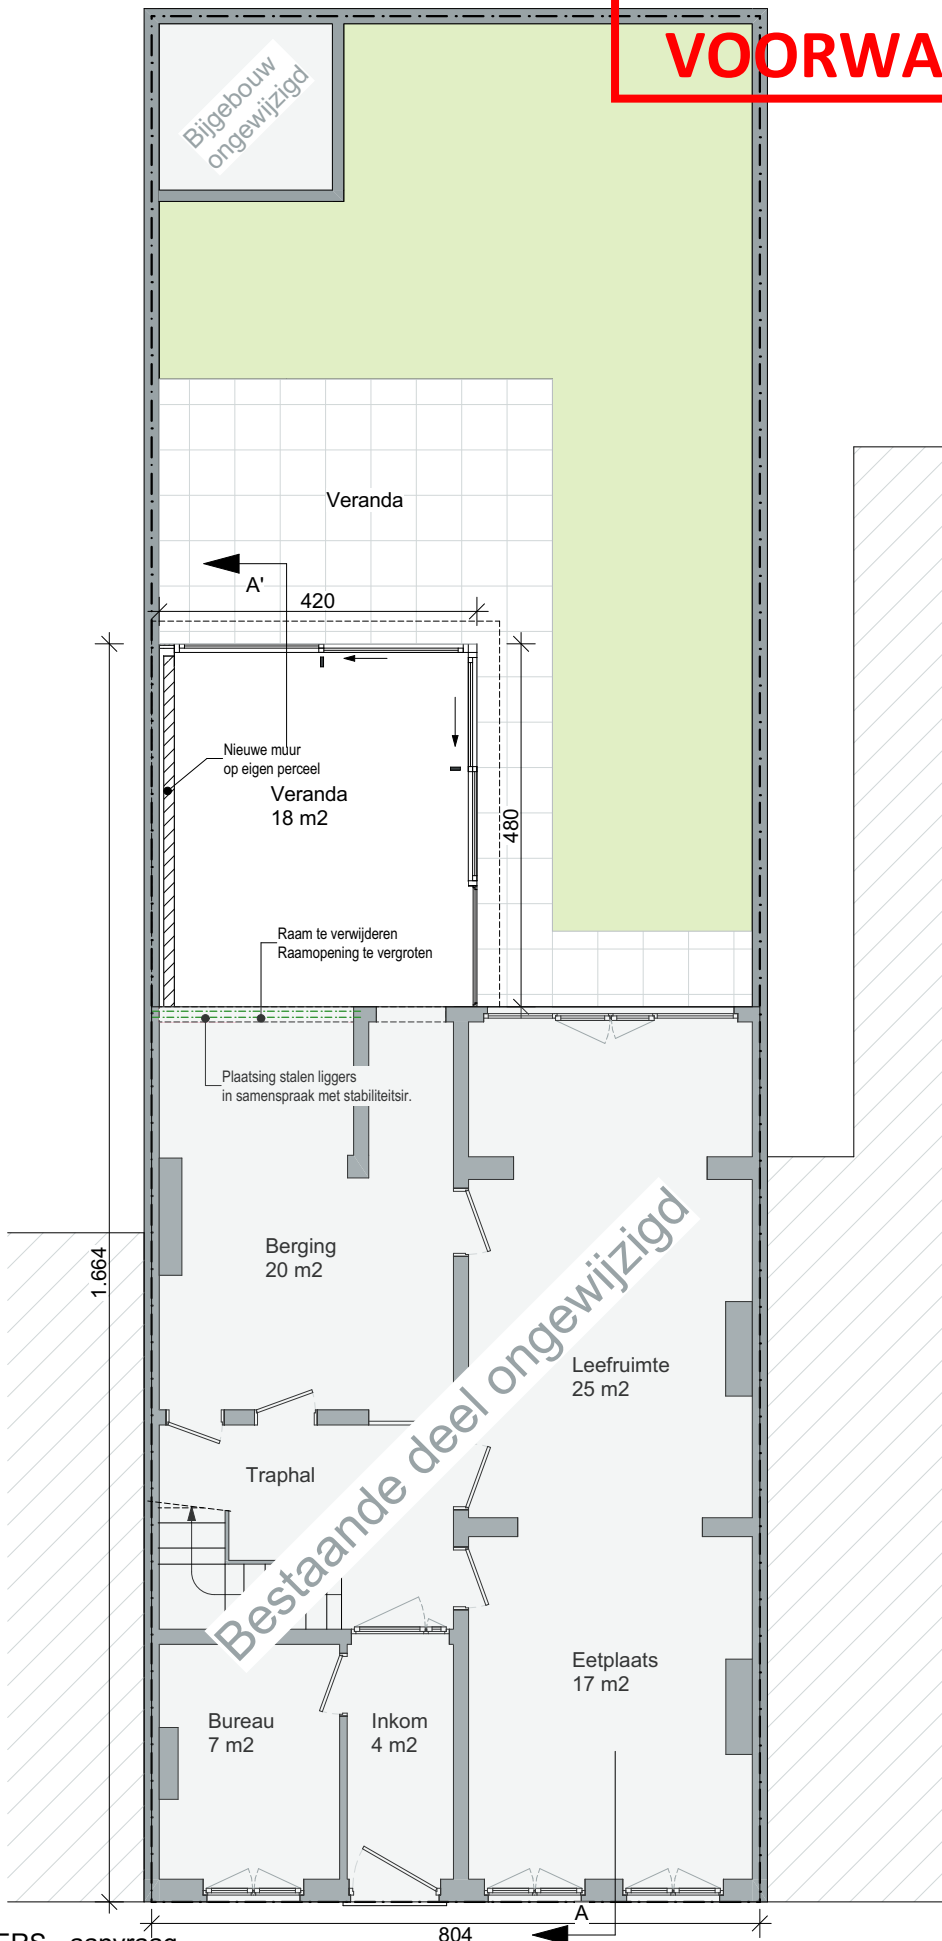 VOORWA
Bijgebouw
ongewijzigd
Veranda
A'
420
Nieuwe muur
op eigen perceel
Veranda
18 m2
480
Raam te verwijderen
Raamopening te vergroten
Plaatsing stalen liggers
in samenspraak met stabiliteitsir.
1.664
Berging
20 m2
Bestaande deel ongewijzigd
Leefruimte
25 m2
Traphal
Eetplaats
17 m2
Bureau
7 m2
Inkom
4 m2
A
804